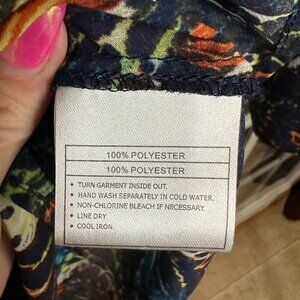 100% POLYESTER
100% POLYESTER
• TURN GARMENT INSIDE OUT.
• HAND WASH SEPARATELY IN COLD WATER.
• NON-CHLORINE BLEACH IF NECESSARY.
• LINE DRY
• COOL IRON.